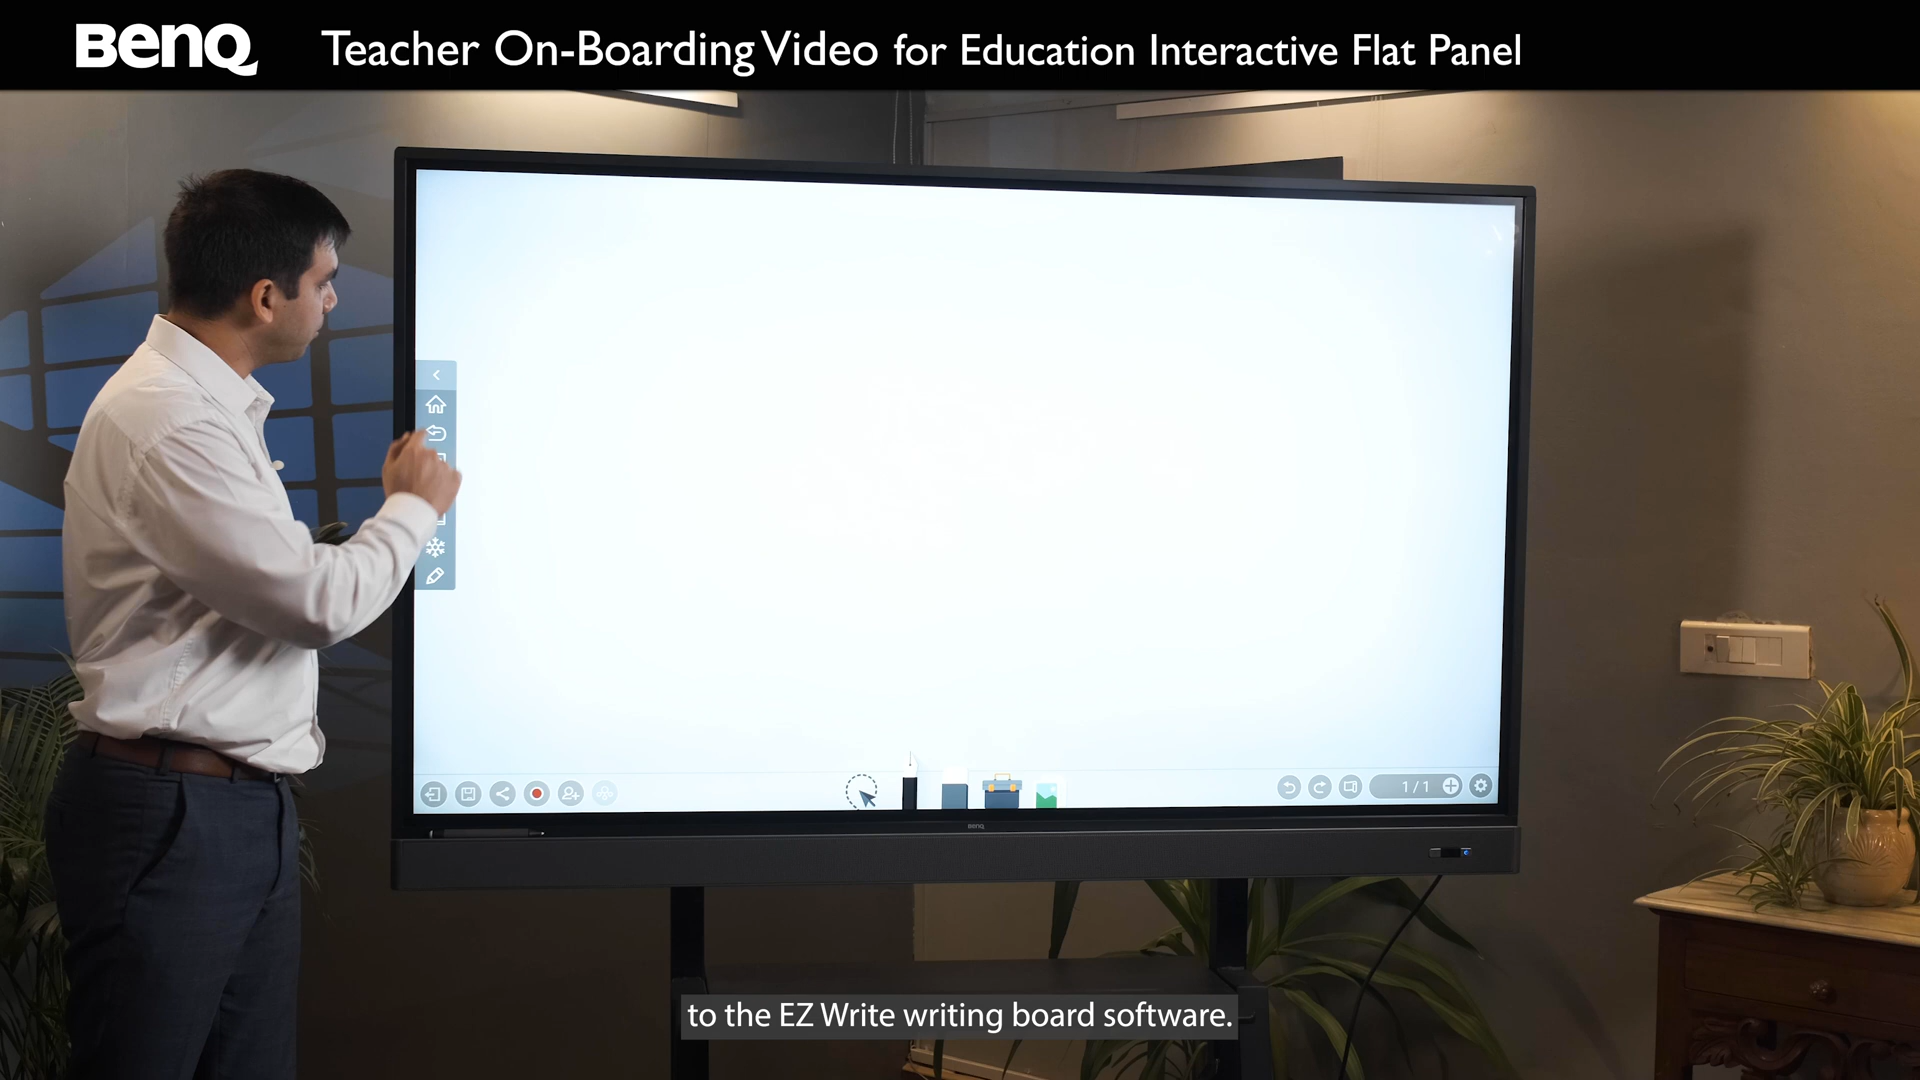 BenQ
Teacher On-Boarding Video for Education Interactive Flat Panel
1/1
BenQ
to the EZ Write writing board software.